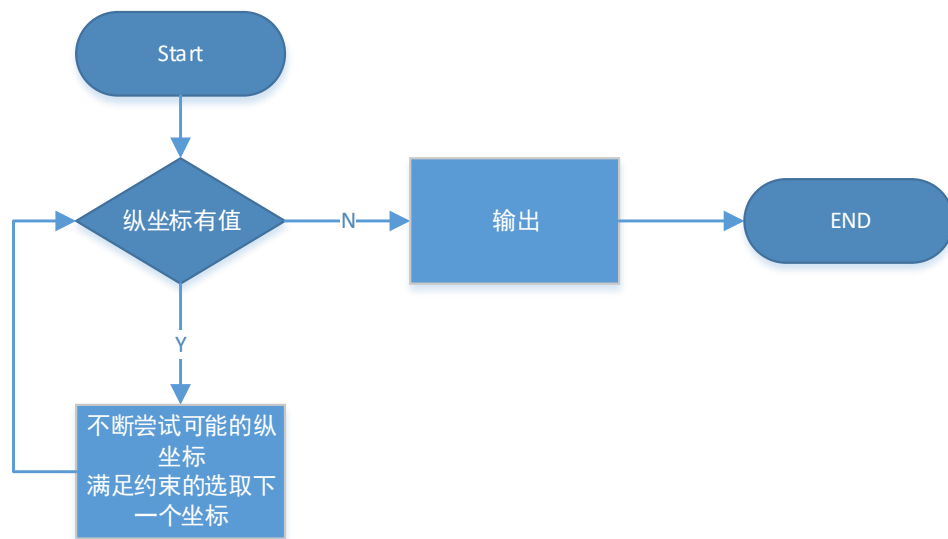 Start
纵坐标有值
N
输出
END
Y
不断尝试可能的纵
坐标
满足约束的选取下
一个坐标